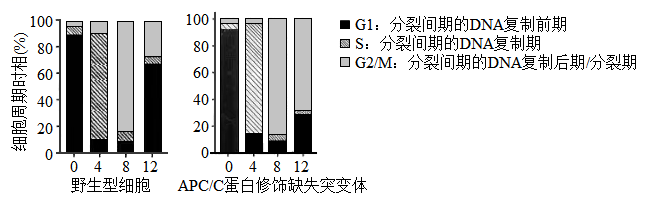 细胞周期时相(%)
100
80
60
40
20
0
0 4 8 12
野生型细胞
100
80
60
40
20
0
0 4 8 12
APC/C蛋白修饰缺失突变体
G1：分裂间期的DNA复制前期
S：分裂间期的DNA复制期
G2/M：分裂间期的DNA复制后期/分裂期